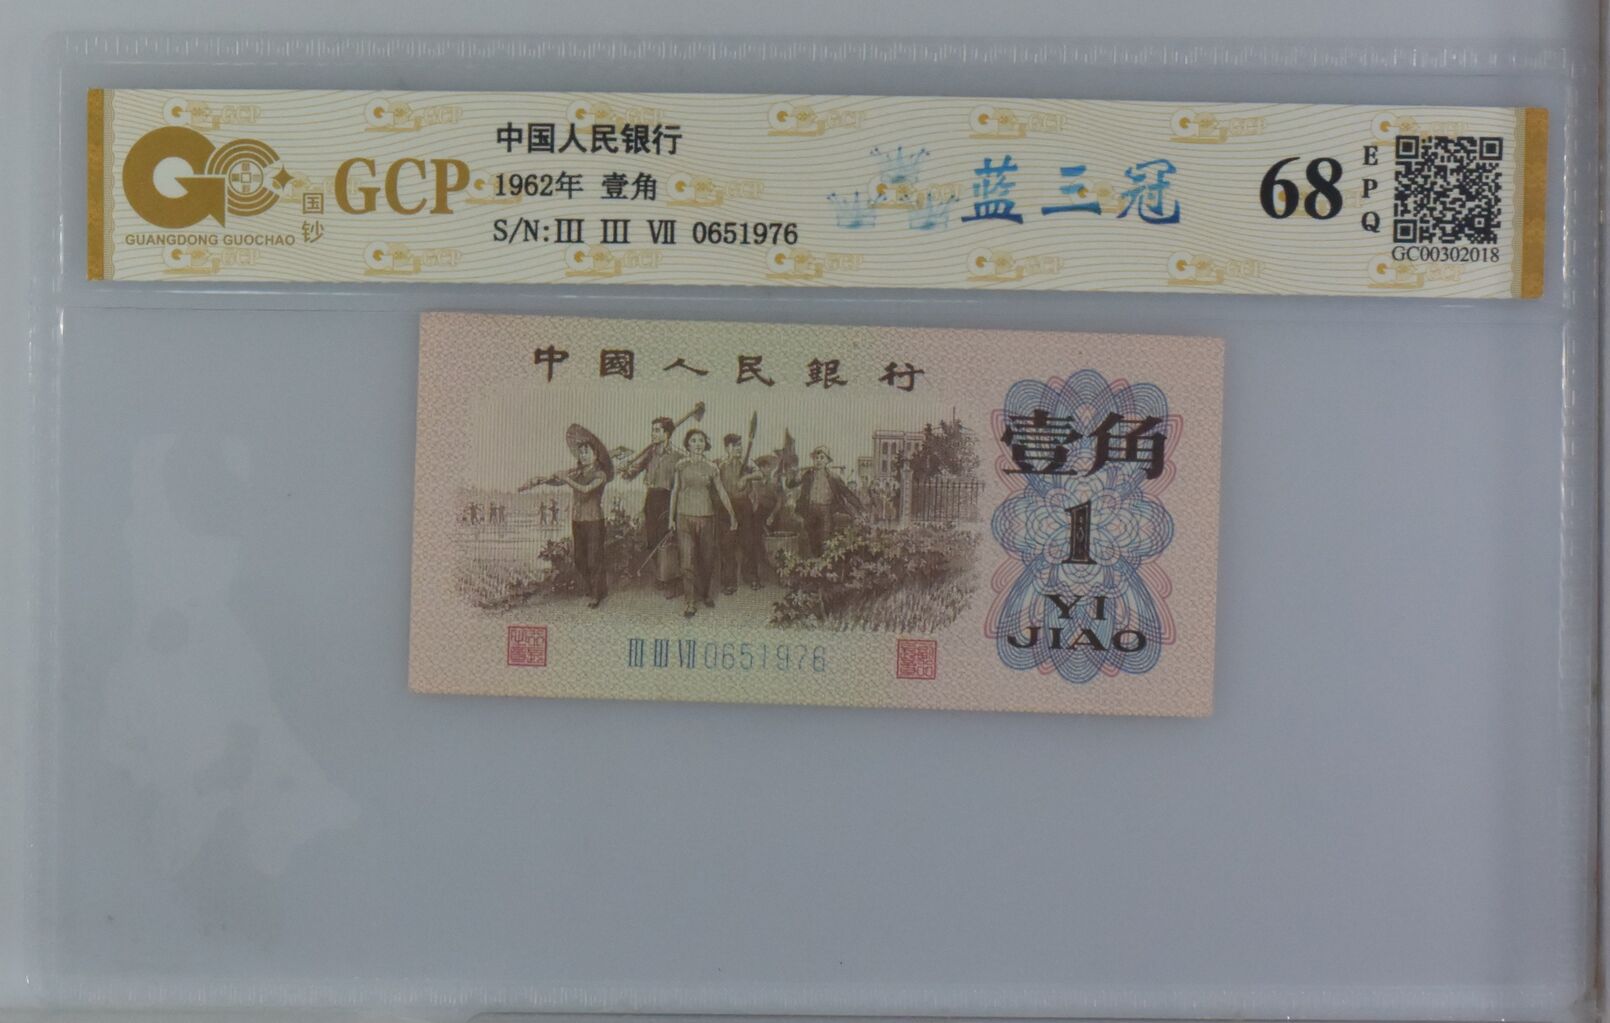 中国人民银行
1962年 壹角
S/N:III III VII 0651976
GCP
国钞
GUANGDONG GUOCHAO
蓝三冠
68
EPQ
GC00302018
中國人民銀行
壹角
1
YI
JIAO
III III VII 0651976